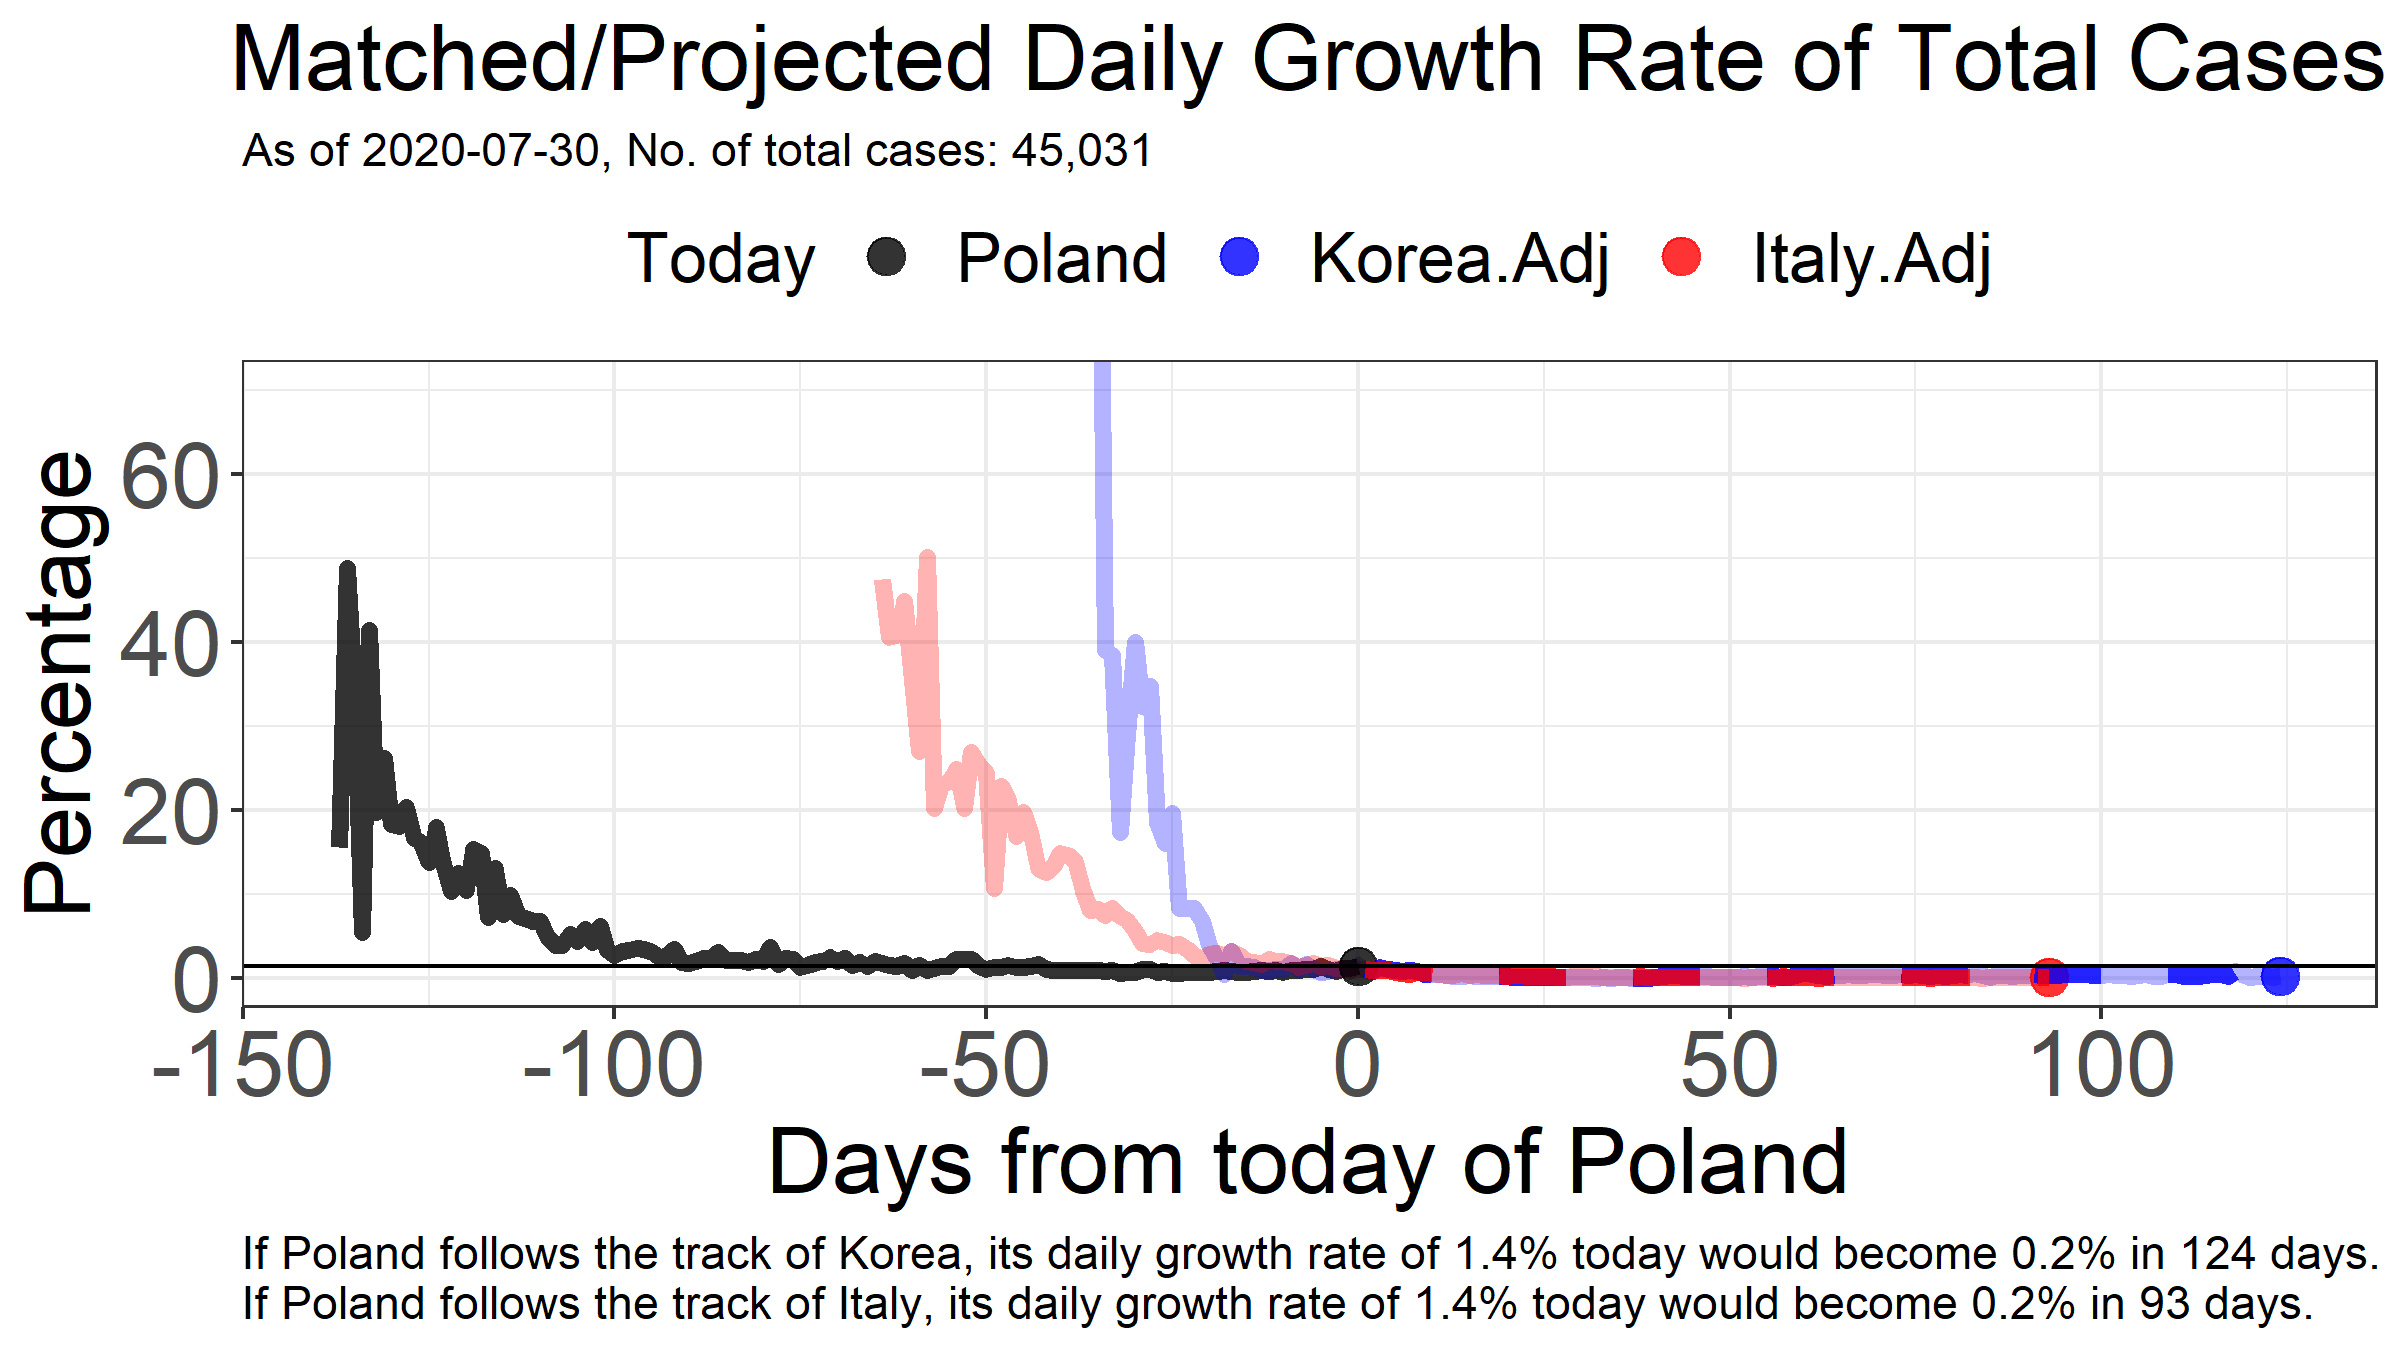 Matched/Projected Daily Growth Rate of Total Cases
As of 2020-07-30, No. of total cases: 45,031
Today Poland Korea.Adj Italy.Adj
Percentage
60
40
20
0
-150 -100 -50 0 50 100
Days from today of Poland
If Poland follows the track of Korea, its daily growth rate of 1.4% today would become 0.2% in 124 days.
If Poland follows the track of Italy, its daily growth rate of 1.4% today would become 0.2% in 93 days.